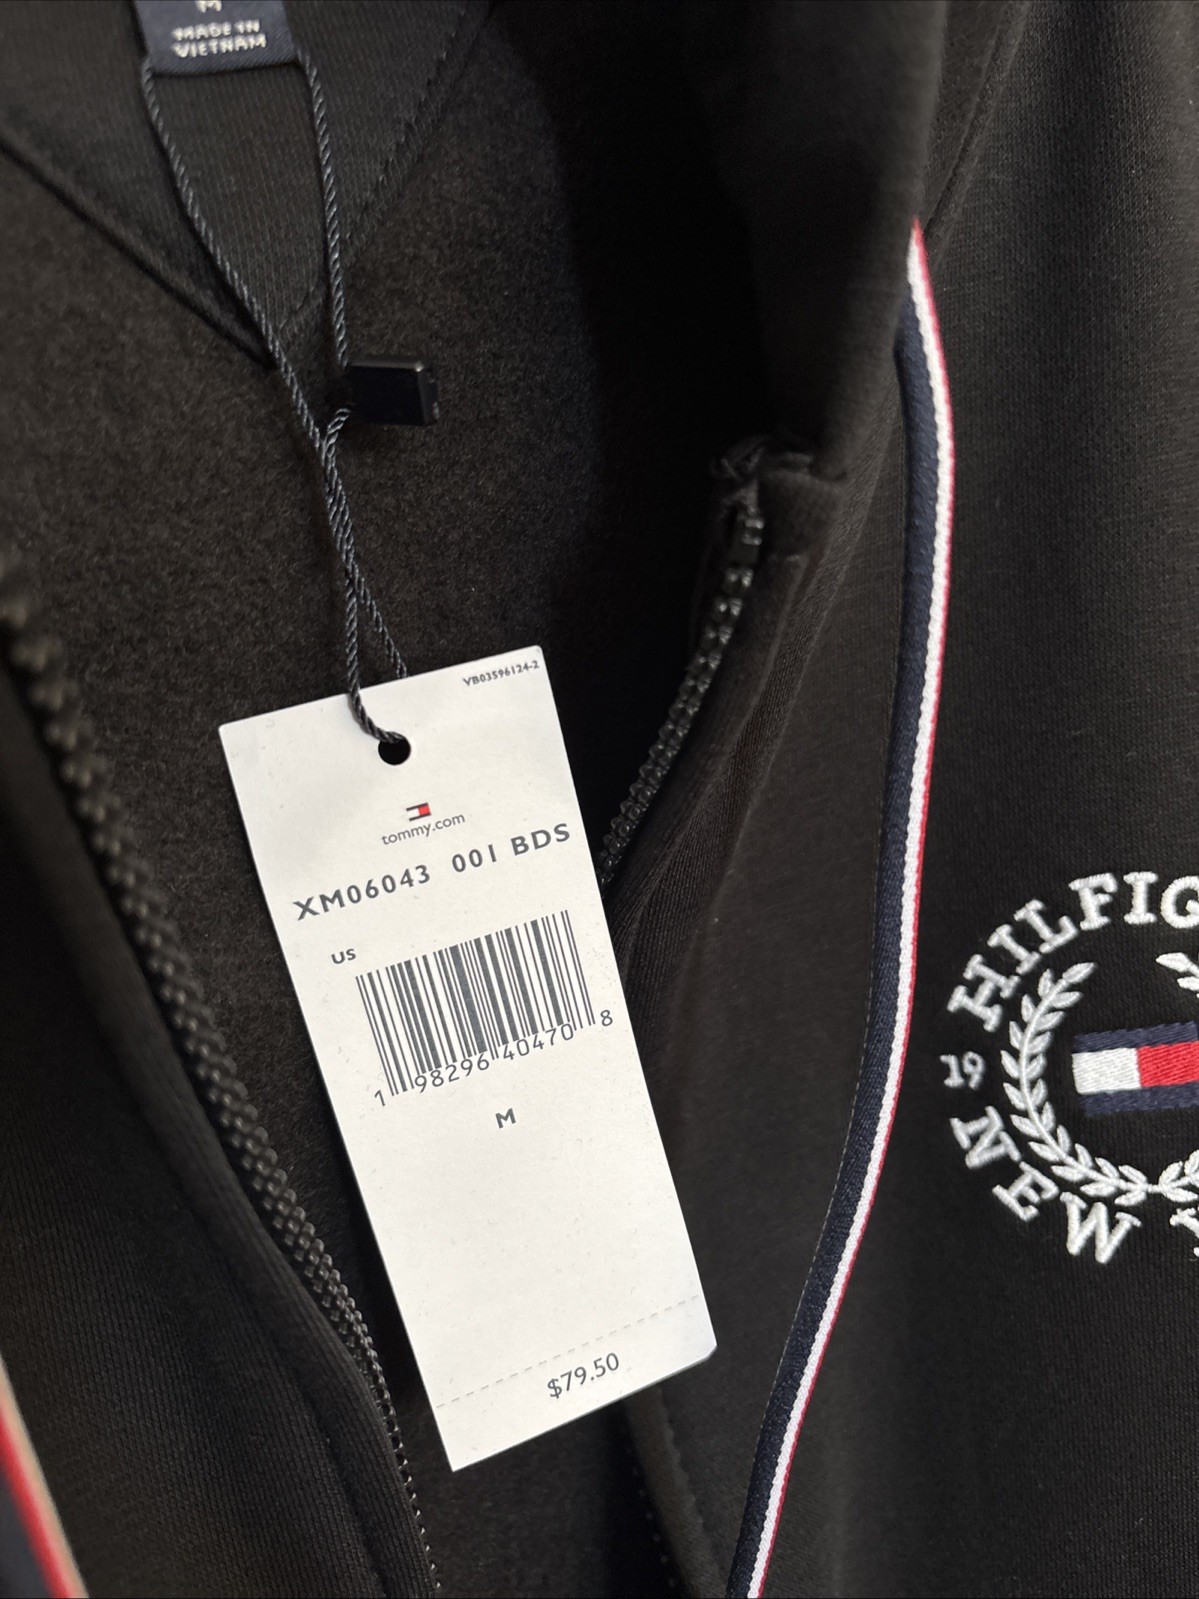 M
MADE IN
VIETNAM
YB03596124-2
tommy.com
XM06043 001 BDS
US
1 98296 40470 8
M
$79.50
HILFIG
19
NEW